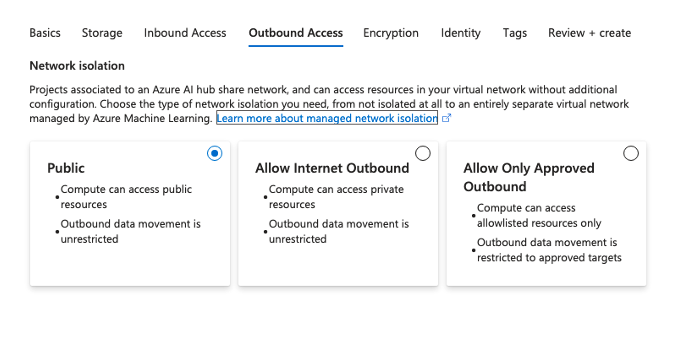 Basics Storage Inbound Access Outbound Access Encryption Identity Tags Review + create
Network isolation
Projects associated to an Azure AI hub share network, and can access resources in your virtual network without additional
configuration. Choose the type of network isolation you need, from not isolated at all to an entirely separate virtual network
managed by Azure Machine Learning. Learn more about managed network isolation
Public
• Compute can access public
resources
• Outbound data movement is
unrestricted
Allow Internet Outbound
• Compute can access private
resources
• Outbound data movement is
unrestricted
Allow Only Approved
Outbound
• Compute can access
allowlisted resources only
• Outbound data movement is
restricted to approved targets